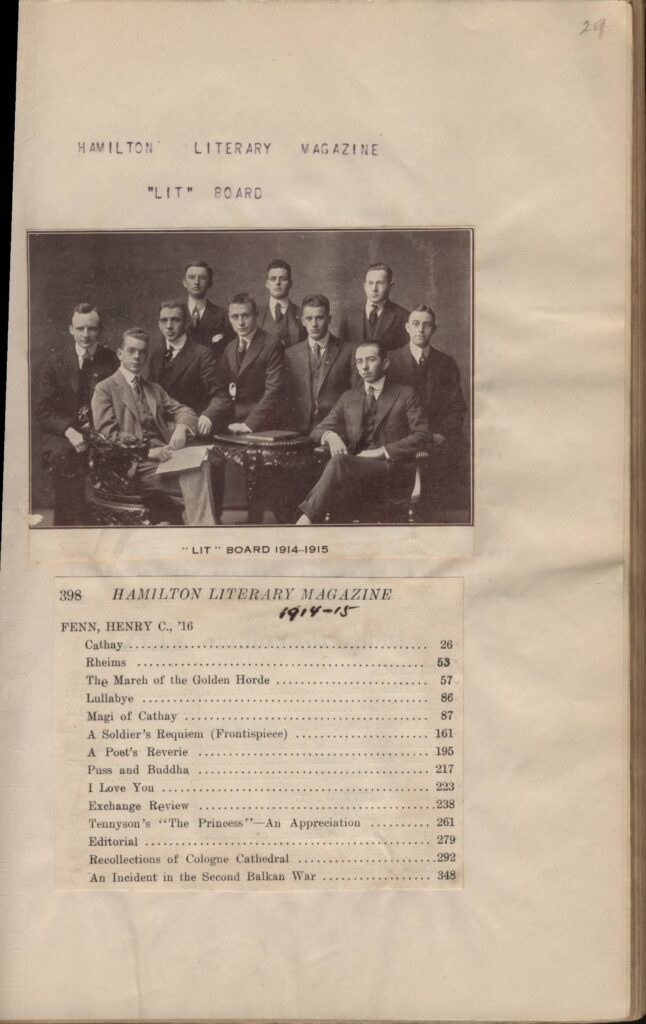 29
HAMILTON LITERARY MAGAZINE
"LIT" BOARD
"LIT" BOARD 1914-1915
398 HAMILTON LITERARY MAGAZINE
1914-15
FENN, HENRY C., '16
Cathay .................................................. 26
Rheims .................................................. 53
The March of the Golden Horde .......................... 57
Lullabye ................................................ 86
Magi of Cathay .......................................... 87
A Soldier's Requiem (Frontispiece) ...................... 161
A Poet's Reverie ........................................ 195
Puss and Buddha ......................................... 217
I Love You .............................................. 223
Exchange Review ......................................... 238
Tennyson's "The Princess"—An Appreciation .......... 261
Editorial ............................................... 279
Recollections of Cologne Cathedral ...................... 292
An Incident in the Second Balkan War .................... 348